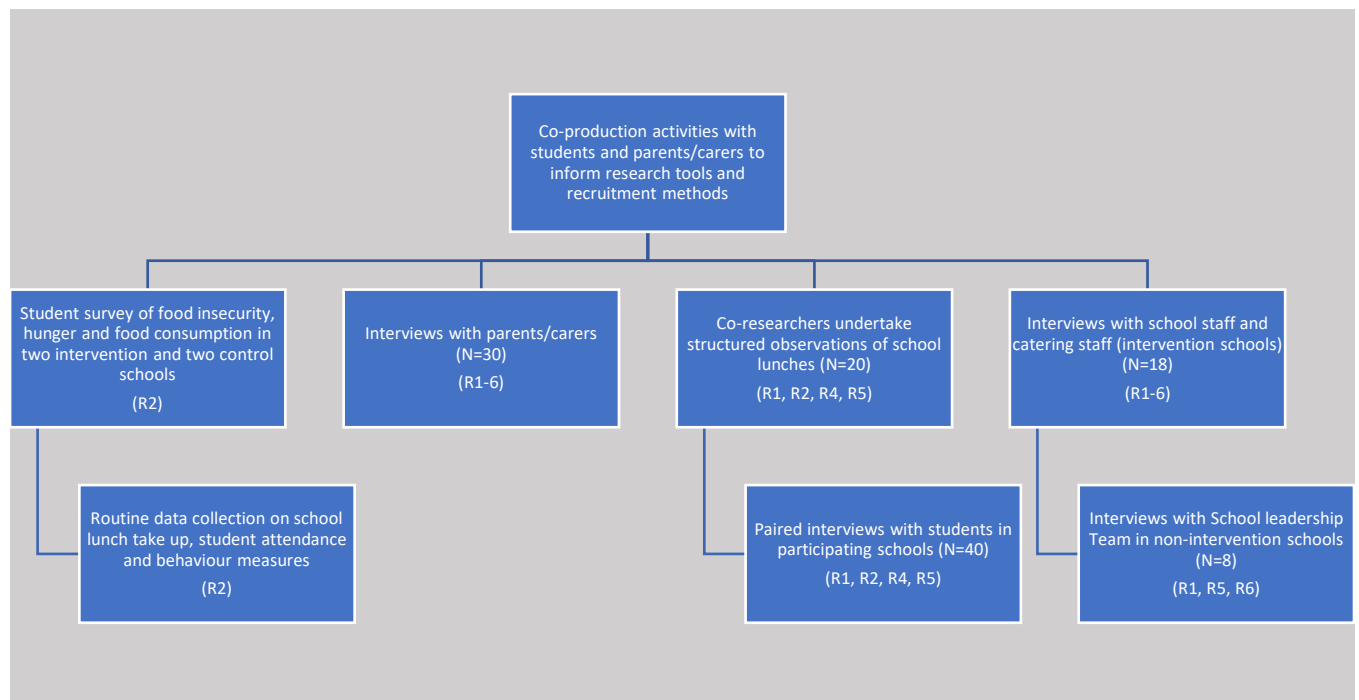 Co-production activities with
students and parents/carers to
inform research tools and
recruitment methods
Student survey of food insecurity,
hunger and food consumption in
two intervention and two control
schools
(R2)
Interviews with parents/carers
(N=30)
(R1-6)
Co-researchers undertake
structured observations of school
lunches (N=20)
(R1, R2, R4, R5)
Interviews with school staff and
catering staff (intervention schools)
(N=18)
(R1-6)
Routine data collection on school
lunch take up, student attendance
and behaviour measures
(R2)
Paired interviews with students in
participating schools (N=40)
(R1, R2, R4, R5)
Interviews with School leadership
Team in non-intervention schools
(N=8)
(R1, R5, R6)